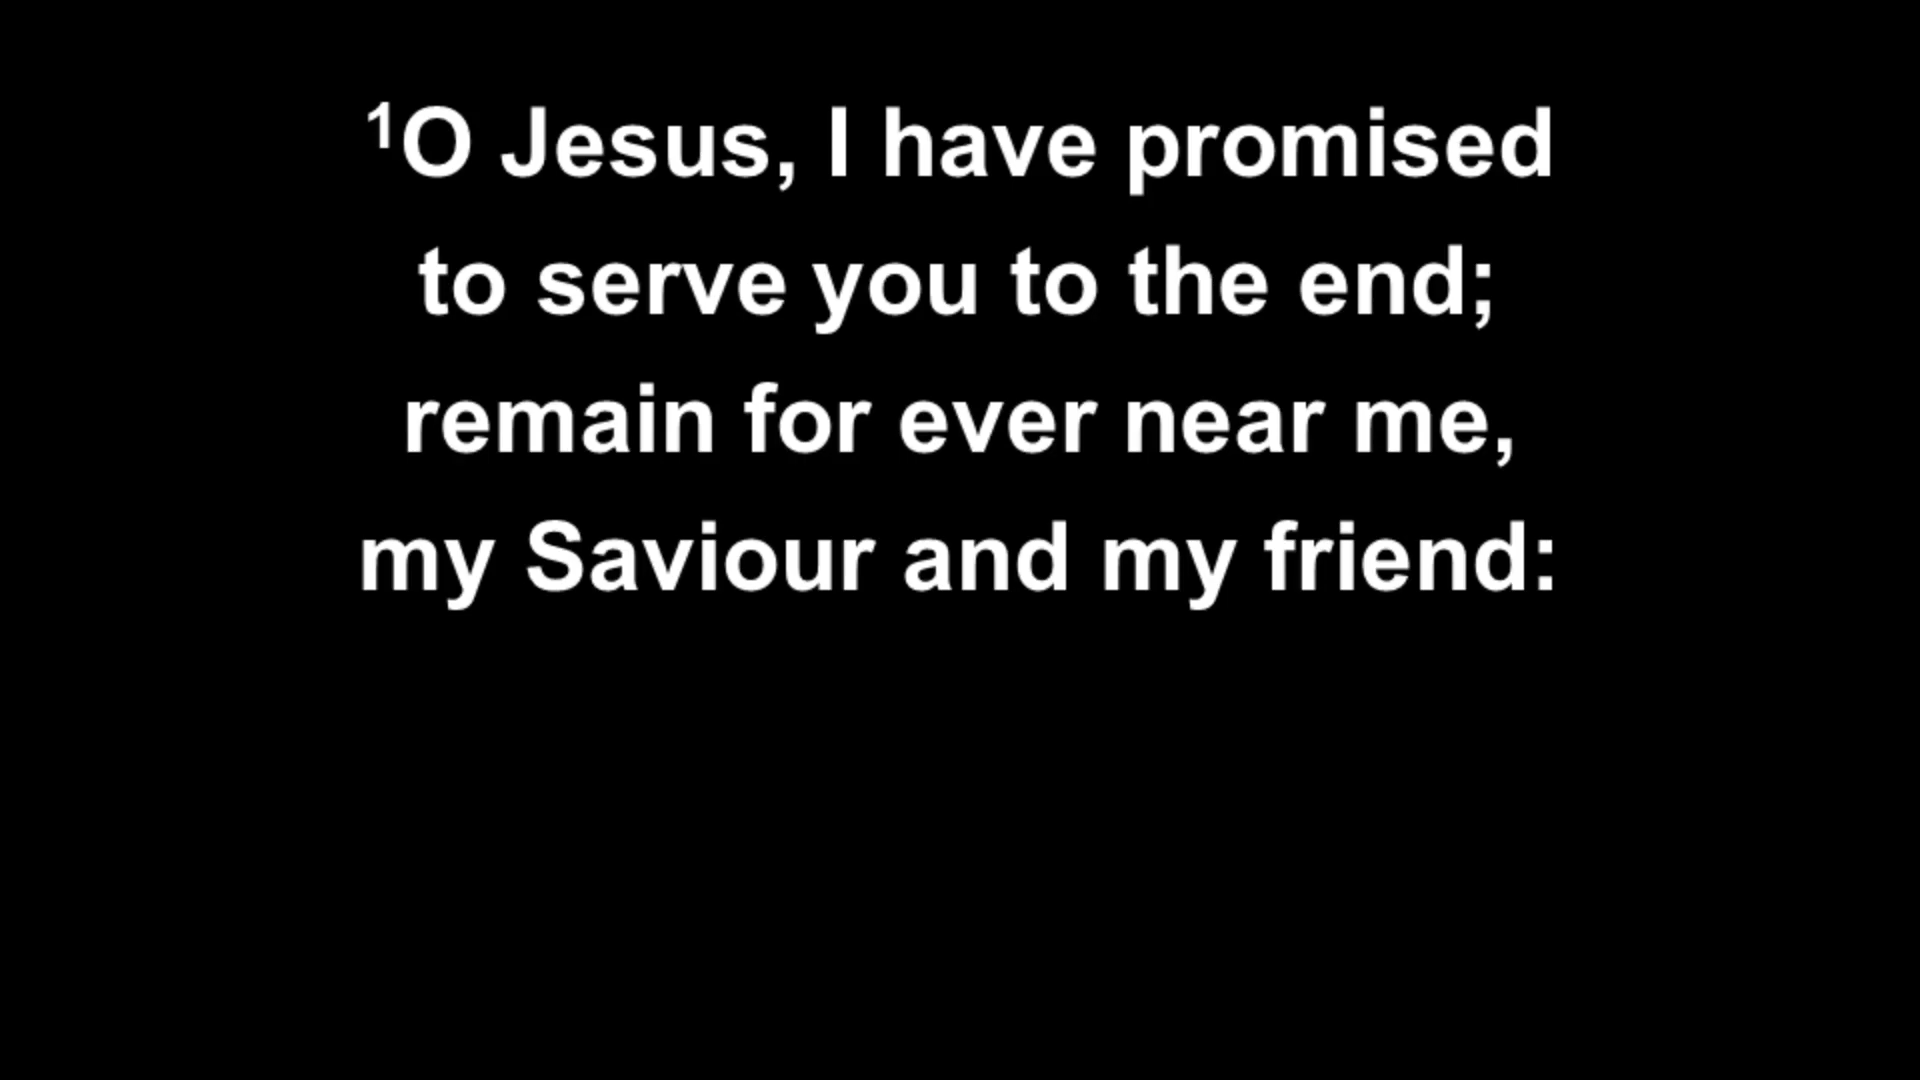 ¹O Jesus, I have promised
to serve you to the end;
remain for ever near me,
my Saviour and my friend: